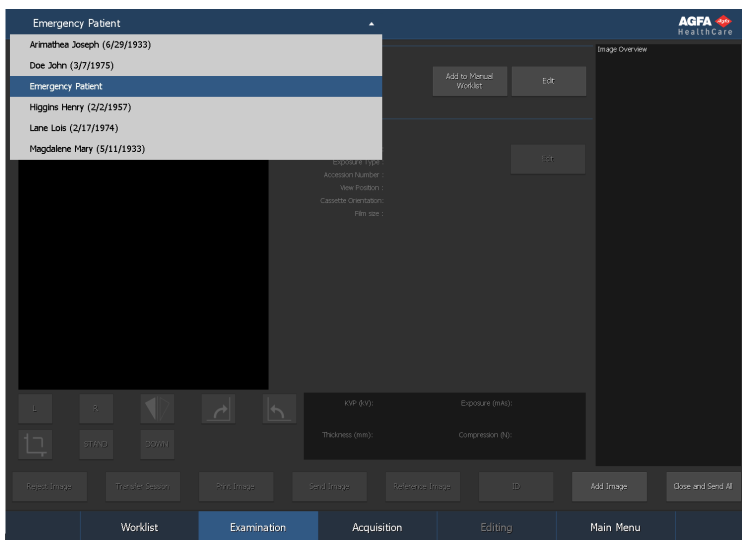 Emergency Patient
AGFA
HealthCare
Arimathea Joseph (6/29/1933)
Doe John (3/7/1975)
Emergency Patient
Higgins Henry (2/2/1957)
Lane Lois (2/17/1974)
Magdalene Mary (5/11/1933)
Add to Manual
Worklist
Edit
Image Overview
Exposure Type :
Accession Number :
View Position :
Cassette Orientation:
Film size :
Edit
L
R
STAND
DOWN
KVP (kV):
Exposure (mAs):
Thickness (mm):
Compression (N):
Reject Image
Transfer Session
Print Image
Send Image
Reference Image
ID
Add Image
Close and Send All
Worklist
Examination
Acquisition
Editing
Main Menu